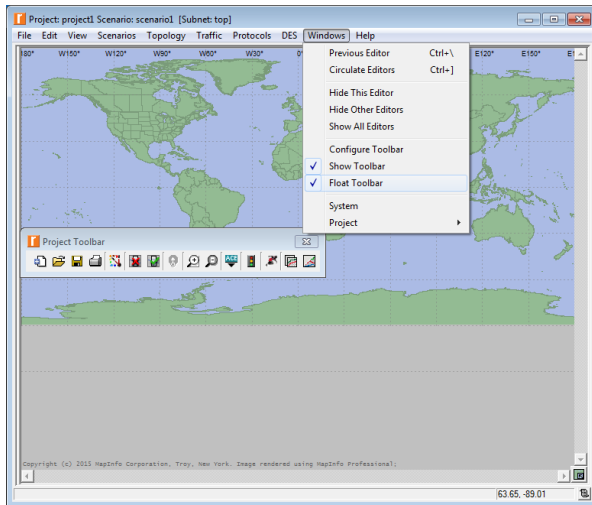 Project: project1 Scenario: scenario1 [Subnet: top]
File Edit View Scenarios Topology Traffic Protocols DES Windows Help
180° W150° W120° W90° W60° W30° 0° E120° E150° E1
Previous Editor Ctrl+\
Circulate Editors Ctrl+]
Hide This Editor
Hide Other Editors
Show All Editors
Configure Toolbar
Show Toolbar
Float Toolbar
System
Project
Project Toolbar
ACE
Copyright (c) 2015 MapInfo Corporation, Troy, New York. Image rendered using MapInfo Professional;
63.65, -89.01